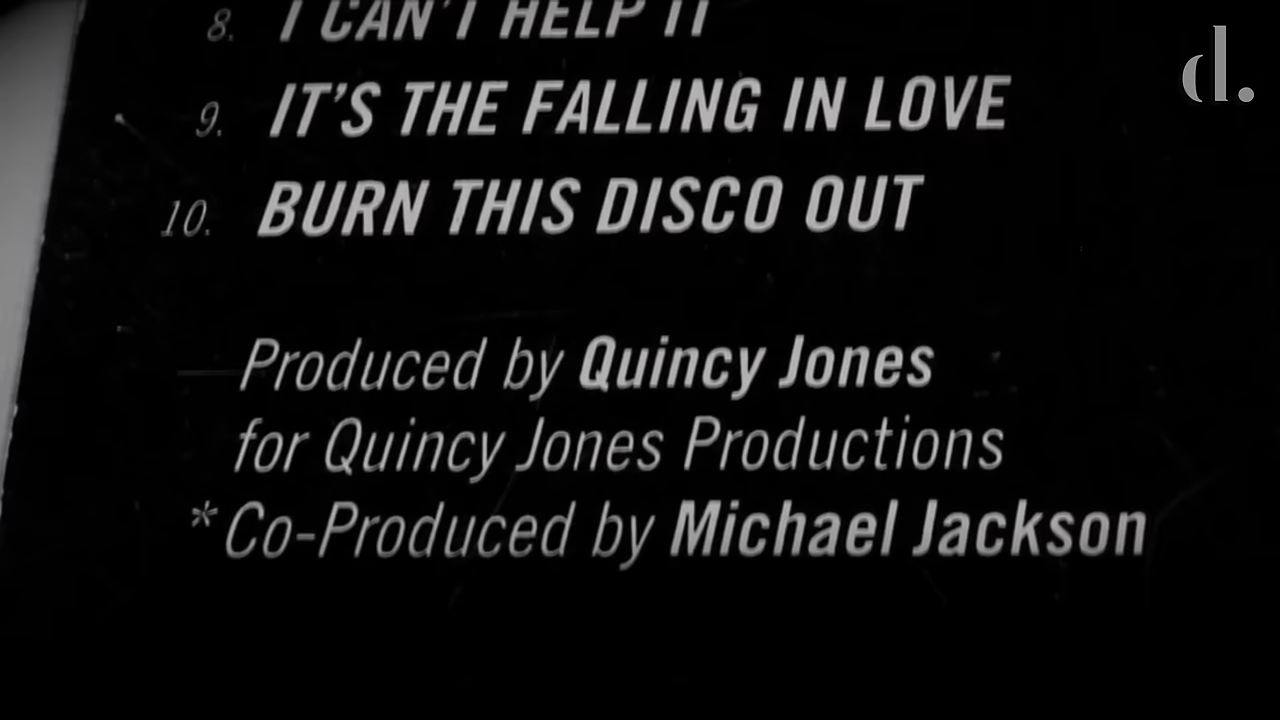 8. I CAN'T HELP IT
9. IT'S THE FALLING IN LOVE
10. BURN THIS DISCO OUT
Produced by Quincy Jones
for Quincy Jones Productions
* Co-Produced by Michael Jackson
d.